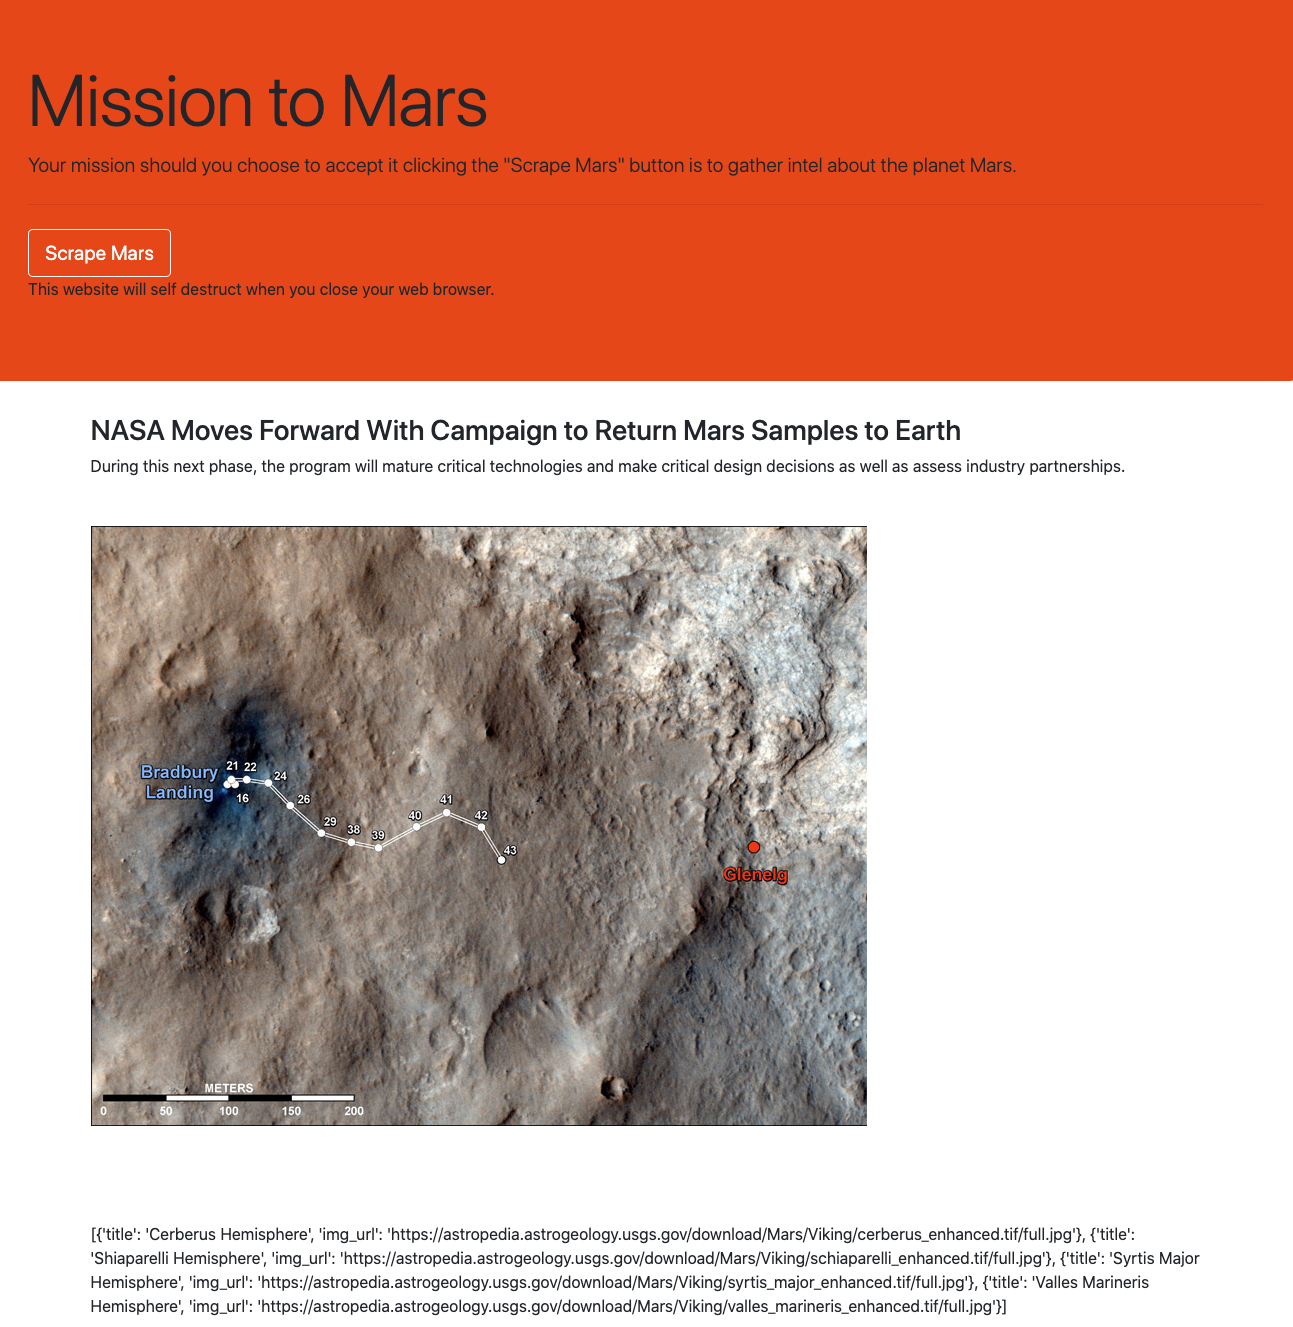 Mission to Mars
Your mission should you choose to accept it clicking the "Scrape Mars" button is to gather intel about the planet Mars.
Scrape Mars
This website will self destruct when you close your web browser.
NASA Moves Forward With Campaign to Return Mars Samples to Earth
During this next phase, the program will mature critical technologies and make critical design decisions as well as assess industry partnerships.
Bradbury
Landing
21 22
24
16
26
29
38
39
40
41
42
43
Glenelg
METERS
0 50 100 150 200
[{'title': 'Cerberus Hemisphere', 'img_url': 'https://astropedia.astrogeology.usgs.gov/download/Mars/Viking/cerberus_enhanced.tif/full.jpg'}, {'title':
'Shiaparelli Hemisphere', 'img_url': 'https://astropedia.astrogeology.usgs.gov/download/Mars/Viking/schiaparelli_enhanced.tif/full.jpg'}, {'title': 'Syrtis Major
Hemisphere', 'img_url': 'https://astropedia.astrogeology.usgs.gov/download/Mars/Viking/syrtis_major_enhanced.tif/full.jpg'}, {'title': 'Valles Marineris
Hemisphere', 'img_url': 'https://astropedia.astrogeology.usgs.gov/download/Mars/Viking/valles_marineris_enhanced.tif/full.jpg'}]